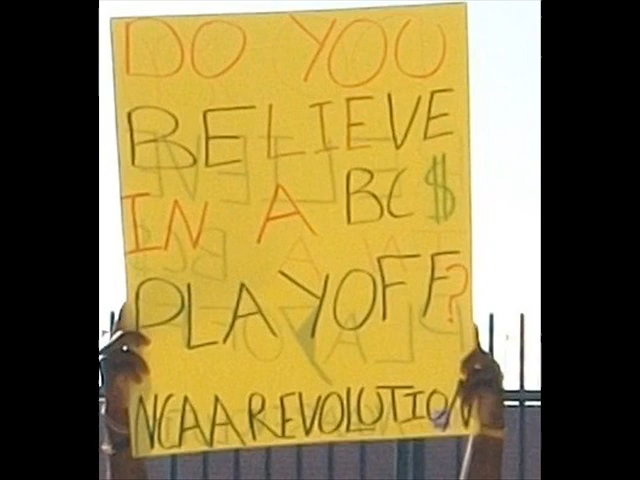 DO YOU
BELIEVE
IN A BC$
PLAYOFF?
NCAA REVOLUTION